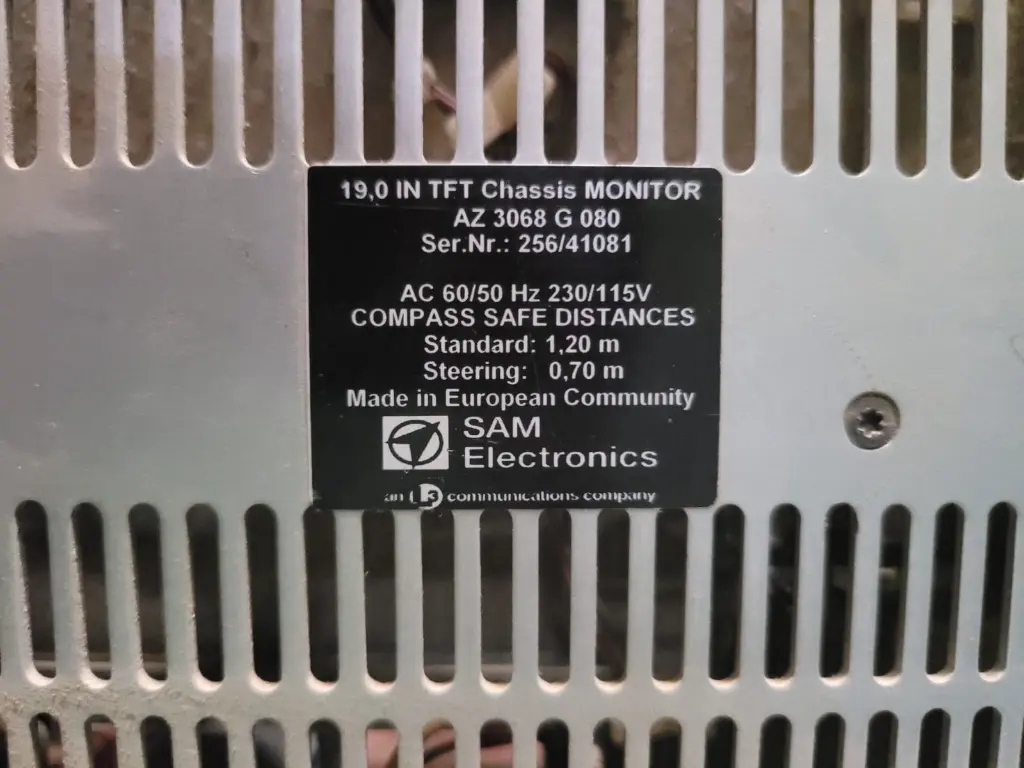 19,0 IN TFT Chassis MONITOR
AZ 3068 G 080
Ser.Nr.: 256/41081
AC 60/50 Hz 230/115V
COMPASS SAFE DISTANCES
Standard: 1,20 m
Steering: 0,70 m
Made in European Community
SAM
Electronics
an L3 communications company